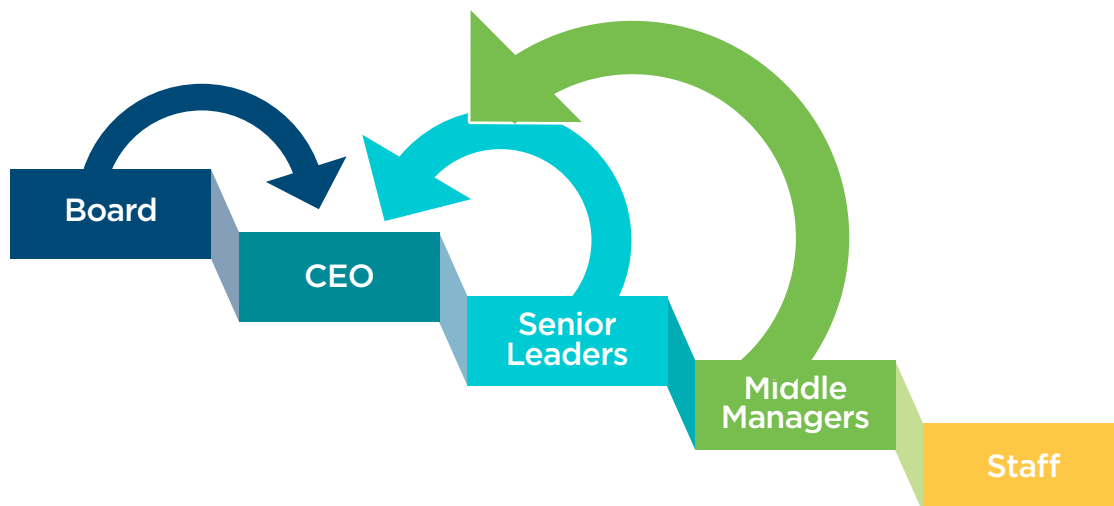 Board
CEO
Senior
Leaders
Middle
Managers
Staff